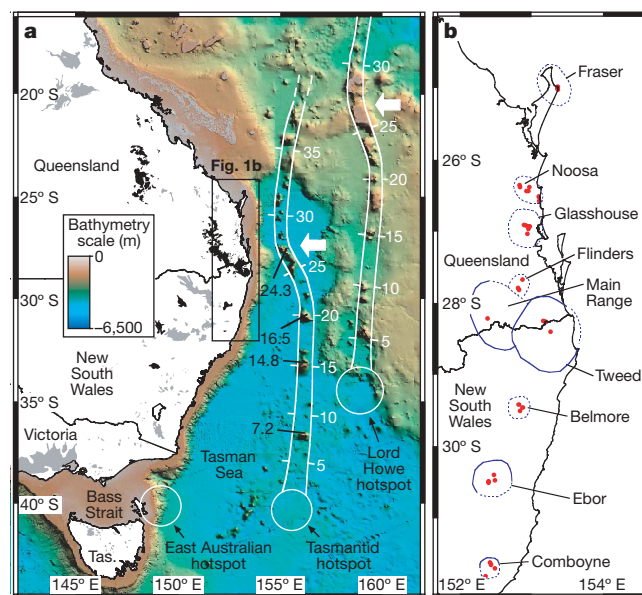 a
20° S
Queensland
Fig. 1b
25° S
Bathymetry
scale (m)
0
–6,500
30° S
New
South
Wales
35° S
Victoria
Tasman
Sea
Bass
Strait
40° S
Tas.
East Australian
hotspot
Tasmantid
hotspot
Lord
Howe
hotspot
35
30
25
24.3
20
16.5
14.8
15
10
7.2
5
30
25
20
15
5
145° E
150° E
155° E
160° E
b
Fraser
26° S
Noosa
Glasshouse
Flinders
Queensland
Main
Range
28° S
Tweed
New
South
Wales
Belmore
30° S
Ebor
Comboyne
152° E
154° E